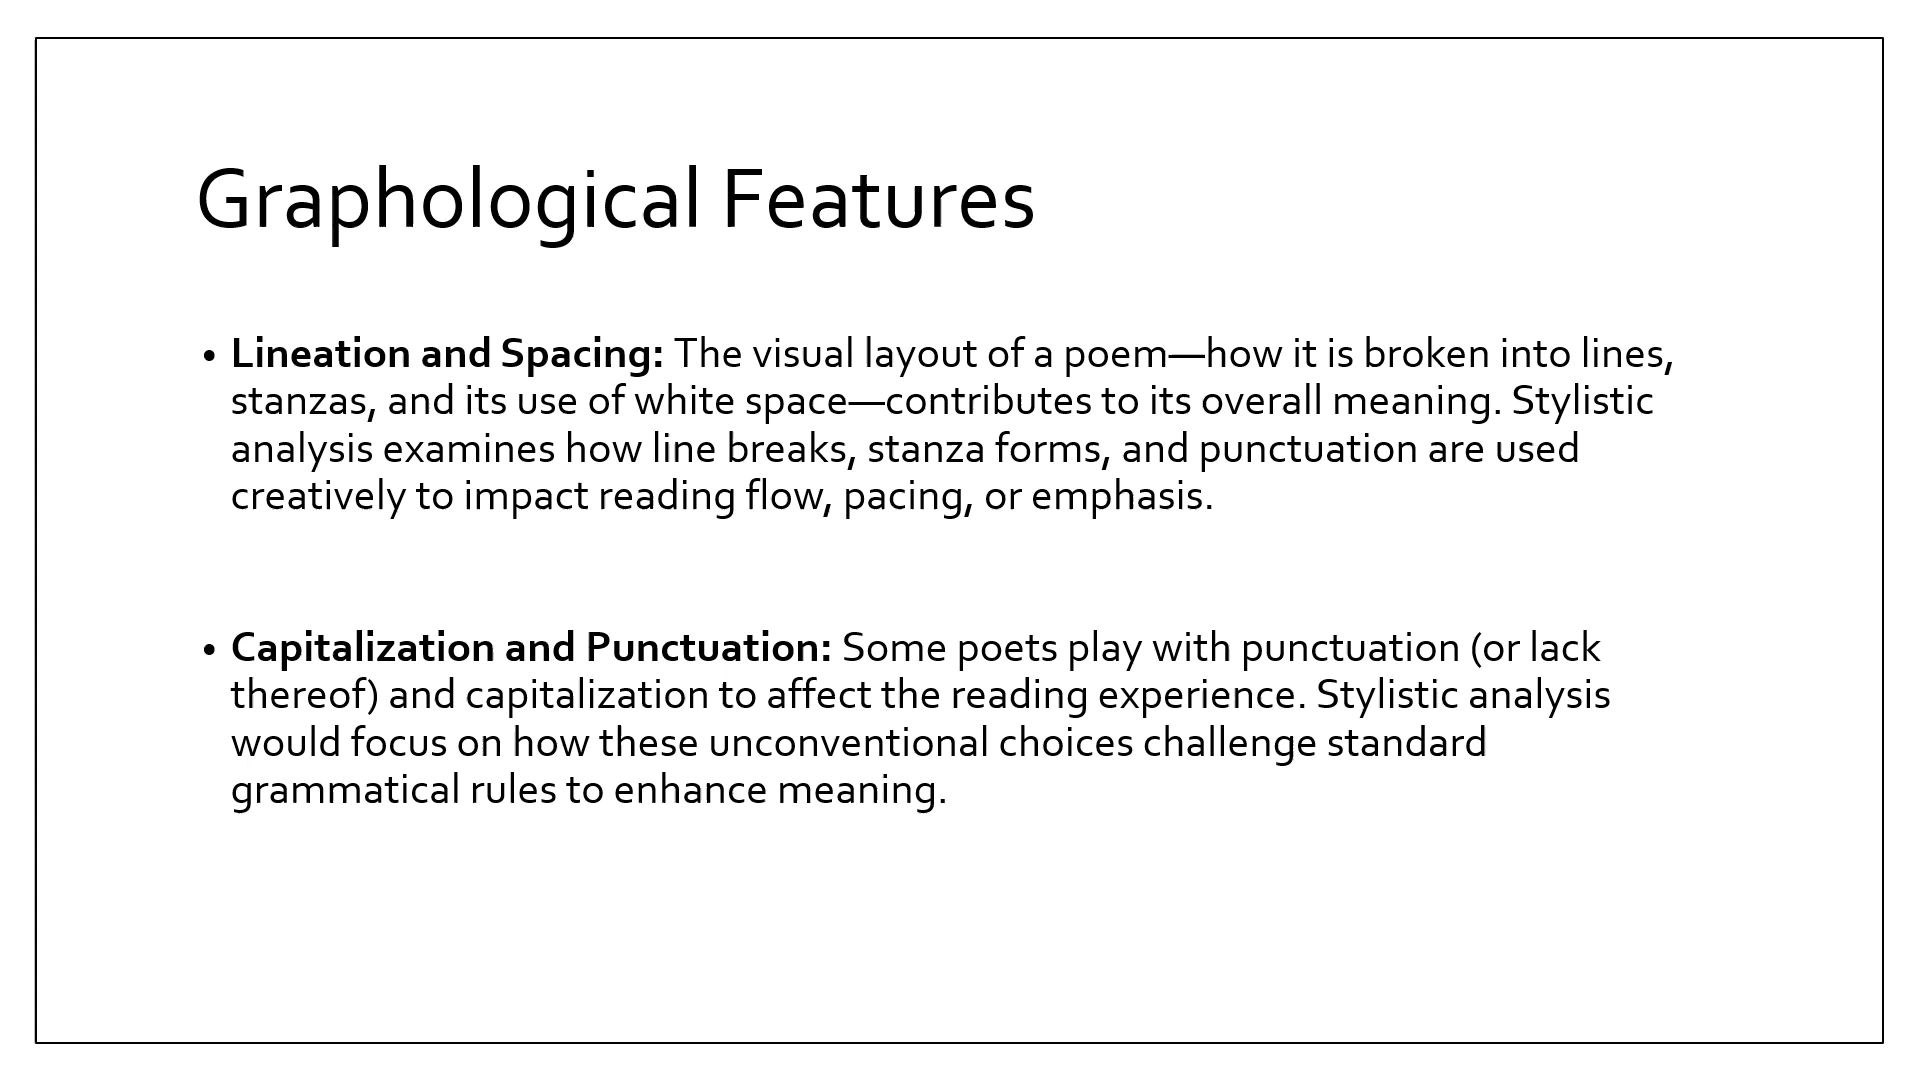 Graphological Features
• Lineation and Spacing: The visual layout of a poem—how it is broken into lines,
stanzas, and its use of white space—contributes to its overall meaning. Stylistic
analysis examines how line breaks, stanza forms, and punctuation are used
creatively to impact reading flow, pacing, or emphasis.
• Capitalization and Punctuation: Some poets play with punctuation (or lack
thereof) and capitalization to affect the reading experience. Stylistic analysis
would focus on how these unconventional choices challenge standard
grammatical rules to enhance meaning.